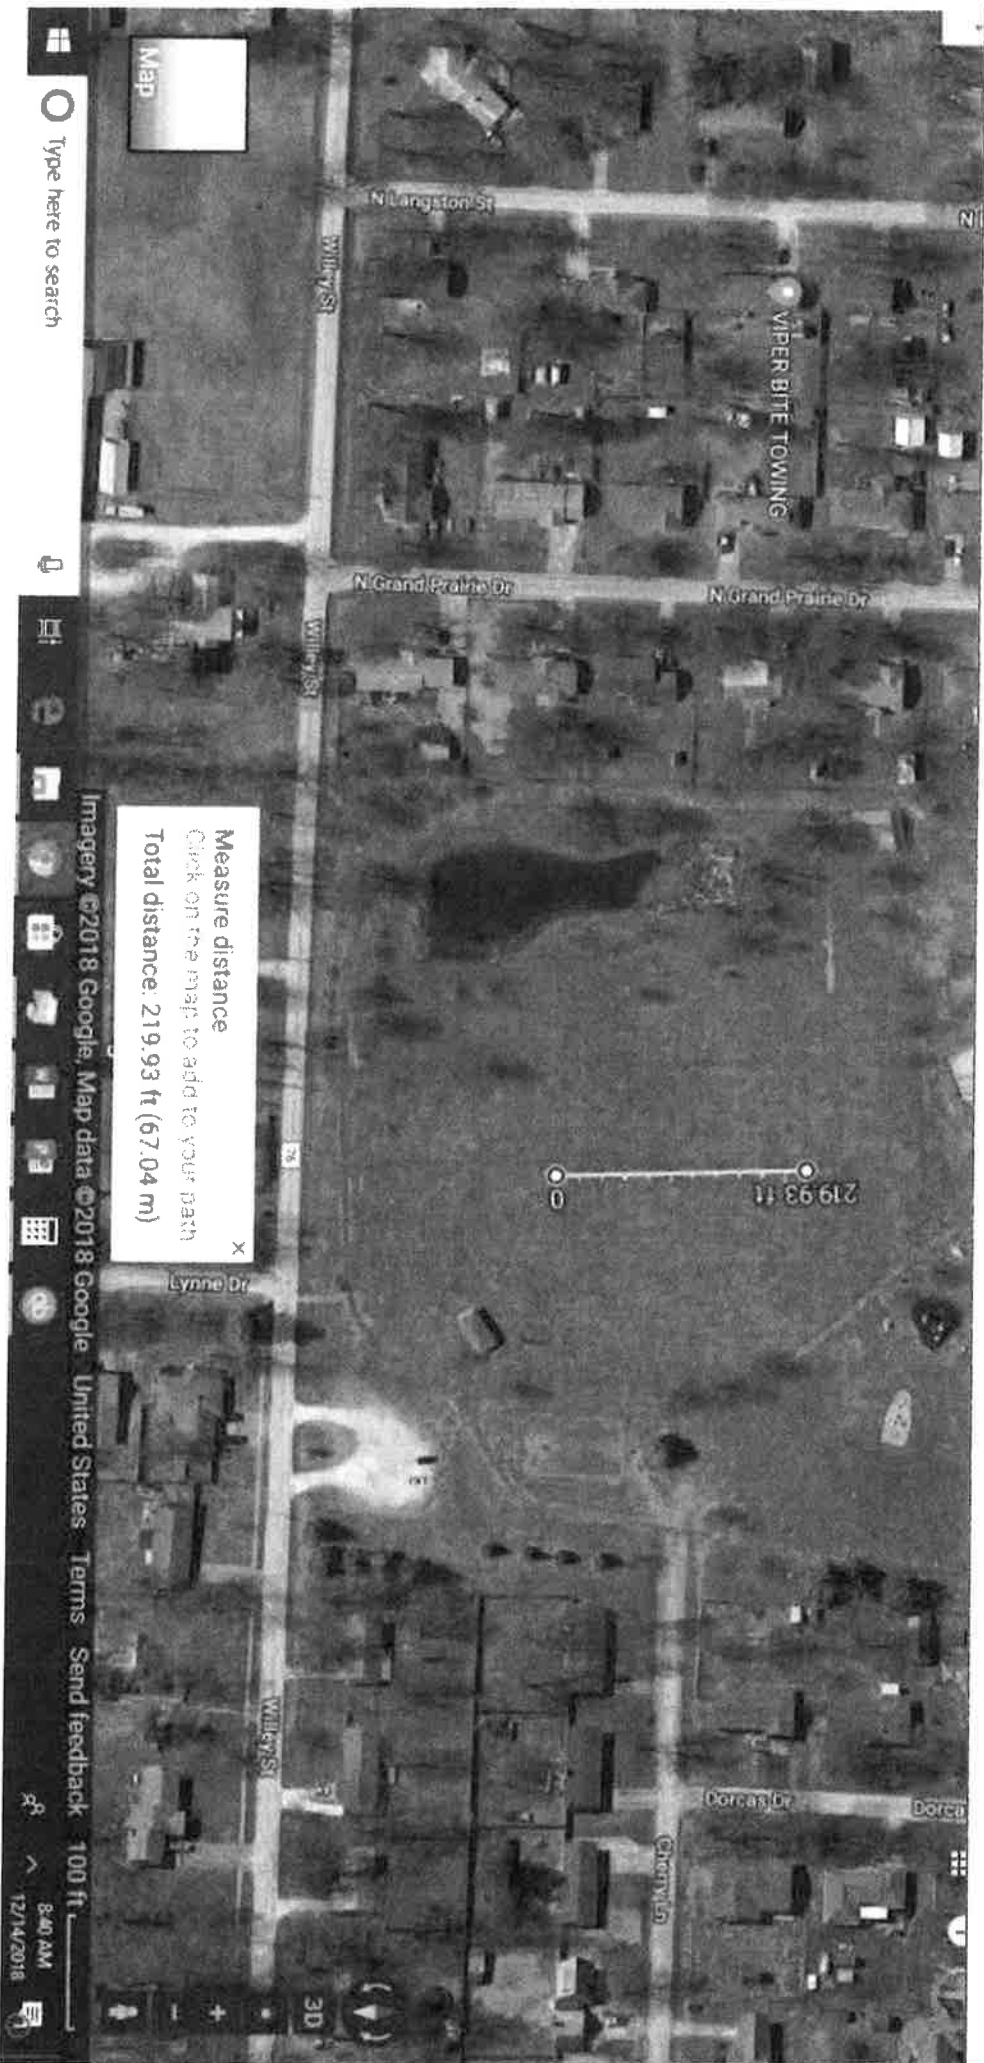 N Langston St
N
Willey St
VIPER BITE TOWING
N Grand Prairie Dr
N Grand Prairie Dr
Willey St
76
219.93 ft
0
Lynne Dr
Willey St
Dorcas Dr
Dorca
Cherry Ln
Map
Measure distance
Click on the map to add to your path
Total distance: 219.93 ft (67.04 m)
×
3D
+
−
Imagery ©2018 Google, Map data ©2018 Google United States Terms Send feedback 100 ft
Type here to search
8:40 AM
12/14/2018